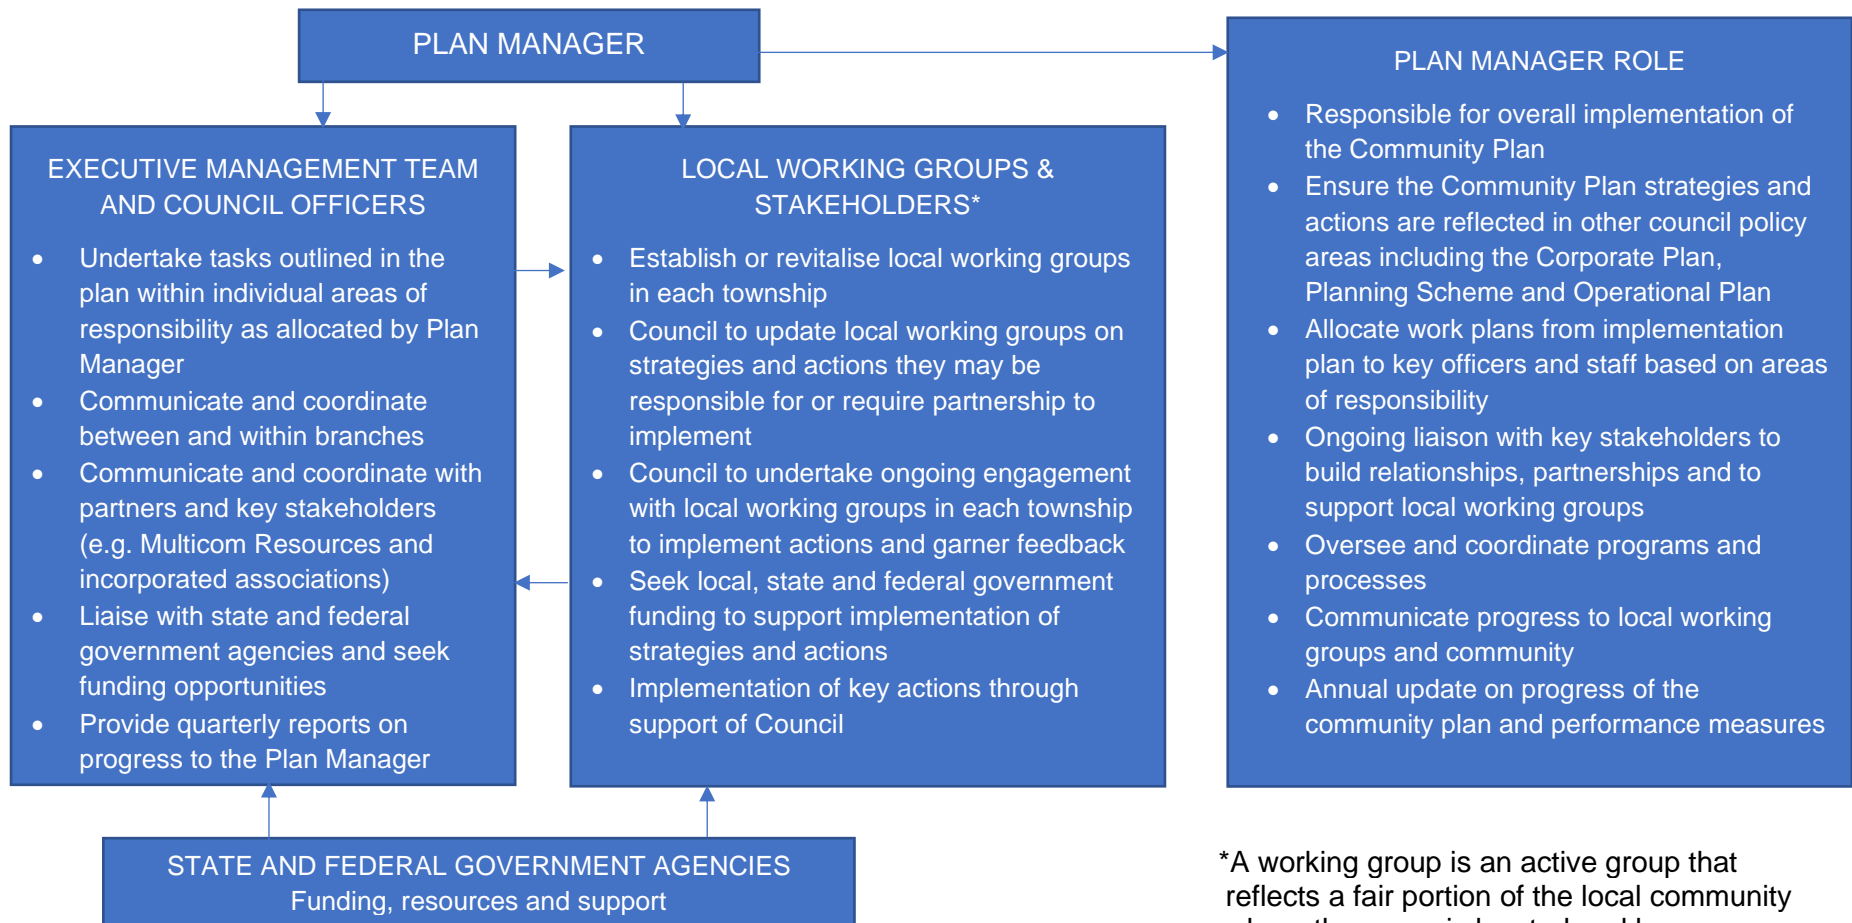 PLAN MANAGER
EXECUTIVE MANAGEMENT TEAM
AND COUNCIL OFFICERS
• Undertake tasks outlined in the
plan within individual areas of
responsibility as allocated by Plan
Manager
• Communicate and coordinate
between and within branches
• Communicate and coordinate with
partners and key stakeholders
(e.g. Multicom Resources and
incorporated associations)
• Liaise with state and federal
government agencies and seek
funding opportunities
• Provide quarterly reports on
progress to the Plan Manager
LOCAL WORKING GROUPS &
STAKEHOLDERS*
• Establish or revitalise local working groups
in each township
• Council to update local working groups on
strategies and actions they may be
responsible for or require partnership to
implement
• Council to undertake ongoing engagement
with local working groups in each township
to implement actions and garner feedback
• Seek local, state and federal government
funding to support implementation of
strategies and actions
• Implementation of key actions through
support of Council
PLAN MANAGER ROLE
• Responsible for overall implementation of
the Community Plan
• Ensure the Community Plan strategies and
actions are reflected in other council policy
areas including the Corporate Plan,
Planning Scheme and Operational Plan
• Allocate work plans from implementation
plan to key officers and staff based on areas
of responsibility
• Ongoing liaison with key stakeholders to
build relationships, partnerships and to
support local working groups
• Oversee and coordinate programs and
processes
• Communicate progress to local working
groups and community
• Annual update on progress of the
community plan and performance measures
STATE AND FEDERAL GOVERNMENT AGENCIES
Funding, resources and support
*A working group is an active group that
reflects a fair portion of the local community